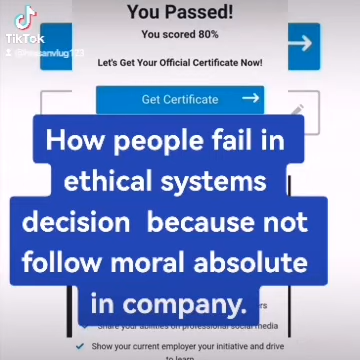 You Passed!
You scored 80%
TikTok
Let's Get Your Official Certificate Now!
Get Certificate
How people fail in
ethical systems
decision because not
follow moral absolute
in company.
Share your abilities on professional social media
Show your current employer your initiative and drive
to learn